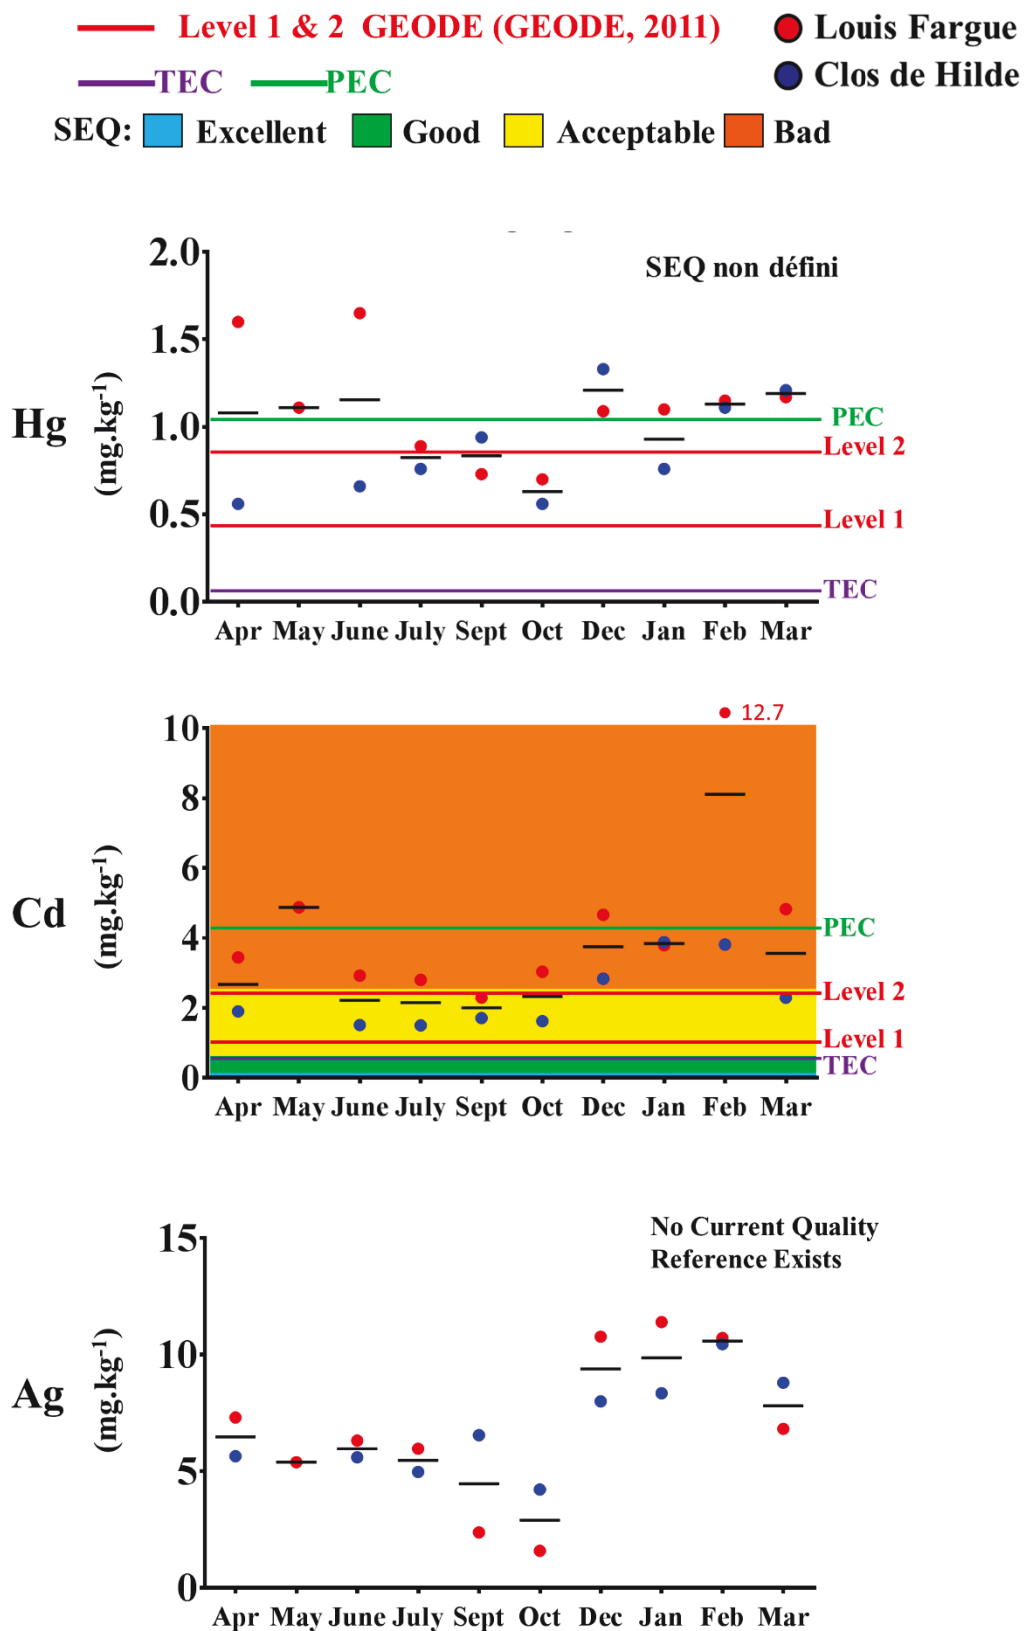 Level 1 & 2 GEODE (GEODE, 2011)
Louis Fargue
TEC
PEC
Clos de Hilde
SEQ:
Excellent
Good
Acceptable
Bad
Hg
(mg.kg-1)
2.0
1.5
1.0
0.5
0.0
SEQ non défini
PEC
Level 2
Level 1
TEC
Apr May June July Sept Oct Dec Jan Feb Mar
Cd
(mg.kg-1)
12.7
10
8
6
4
2
0
PEC
Level 2
Level 1
TEC
Apr May June July Sept Oct Dec Jan Feb Mar
Ag
(mg.kg-1)
15
10
5
0
No Current Quality
Reference Exists
Apr May June July Sept Oct Dec Jan Feb Mar